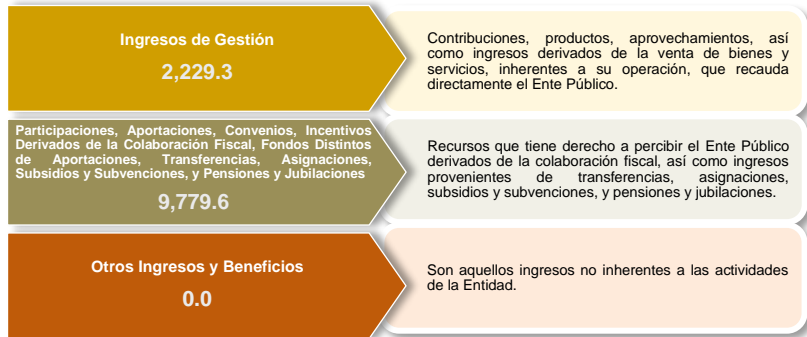 Ingresos de Gestión
2,229.3
Contribuciones, productos, aprovechamientos, así
como ingresos derivados de la venta de bienes y
servicios, inherentes a su operación, que recauda
directamente el Ente Público.
Participaciones, Aportaciones, Convenios, Incentivos
Derivados de la Colaboración Fiscal, Fondos Distintos
de Aportaciones, Transferencias, Asignaciones,
Subsidios y Subvenciones, y Pensiones y Jubilaciones
9,779.6
Recursos que tiene derecho a percibir el Ente Público
derivados de la colaboración fiscal, así como ingresos
provenientes de transferencias, asignaciones,
subsidios y subvenciones, y pensiones y jubilaciones.
Otros Ingresos y Beneficios
0.0
Son aquellos ingresos no inherentes a las actividades
de la Entidad.